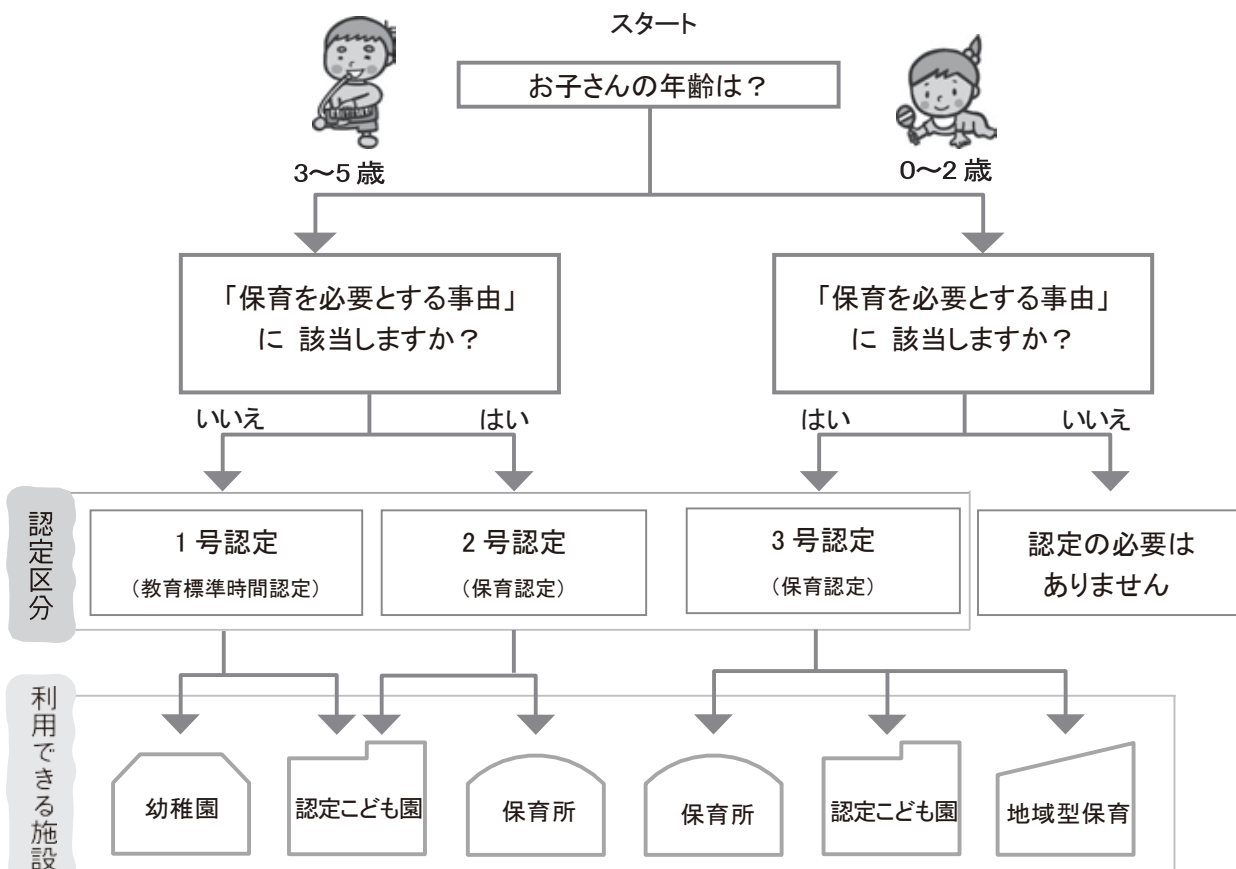 スタート
お子さんの年齢は？
3～5 歳
0～2 歳
「保育を必要とする事由」
に 該当しますか？
「保育を必要とする事由」
に 該当しますか？
いいえ
はい
はい
いいえ
認定区分
1 号認定
（教育標準時間認定）
2 号認定
（保育認定）
3 号認定
（保育認定）
認定の必要は
ありません
利用できる施設
幼稚園
認定こども園
保育所
保育所
認定こども園
地域型保育